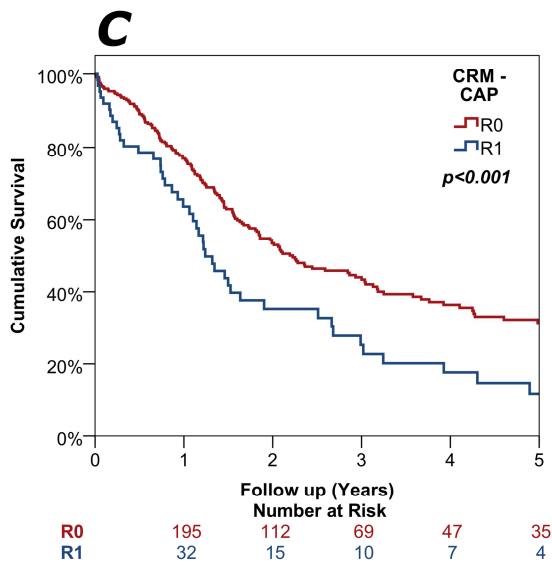 C
CRM -
CAP
R0
R1
p<0.001
100%
80%
60%
40%
20%
0%
Cumulative Survival
0 1 2 3 4 5
Follow up (Years)
Number at Risk
R0 195 112 69 47 35
R1 32 15 10 7 4